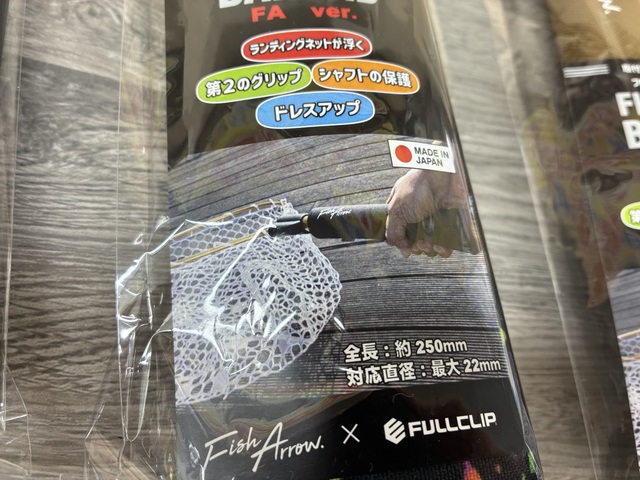 FA ver.
ランディングネットが浮く
第2のグリップ
シャフトの保護
ドレスアップ
MADE IN
JAPAN
Fish Arrow
全長:約250mm
対応直径:最大22mm
Fish Arrow. × FULLCLIP